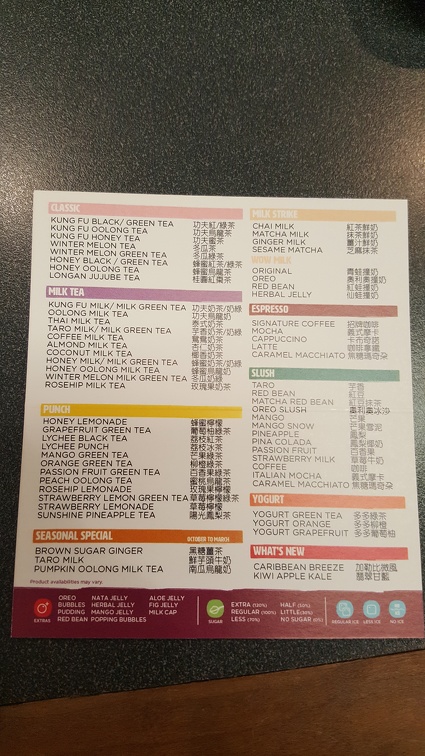 CLASSIC
KUNG FU BLACK/ GREEN TEA 功夫紅/綠茶
KUNG FU OOLONG TEA 功夫烏龍茶
KUNG FU HONEY TEA 功夫蜜茶
WINTER MELON TEA 冬瓜茶
WINTER MELON GREEN TEA 冬瓜綠茶
HONEY BLACK / GREEN TEA 蜂蜜紅茶/綠茶
HONEY OOLONG TEA 蜂蜜烏龍茶
LONGAN JUJUBE TEA 桂圓紅棗茶
MILK TEA
KUNG FU MILK/ MILK GREEN TEA 功夫奶茶/奶綠
OOLONG MILK TEA 功夫烏龍奶
THAI MILK TEA 泰式奶茶
TARO MILK/ MILK GREEN TEA 芋香奶茶/奶綠
COFFEE MILK TEA 鴛鴦奶茶
ALMOND MILK TEA 杏仁奶茶
COCONUT MILK TEA 椰香奶茶
HONEY MILK/ MILK GREEN TEA 蜂蜜奶茶/奶綠
HONEY OOLONG MILK TEA 蜂蜜烏龍奶
WINTER MELON MILK GREEN TEA 冬瓜奶綠
ROSEHIP MILK TEA 玫瑰果奶茶
PUNCH
HONEY LEMONADE 蜂蜜檸檬
GRAPEFRUIT GREEN TEA 葡萄柚綠茶
LYCHEE BLACK TEA 荔枝紅茶
LYCHEE PUNCH 荔枝冰茶
MANGO GREEN TEA 芒果綠茶
ORANGE GREEN TEA 柳橙綠茶
PASSION FRUIT GREEN TEA 百香果綠茶
PEACH OOLONG TEA 蜜桃烏龍茶
ROSEHIP LEMONADE 玫瑰果檸檬
STRAWBERRY LEMON GREEN TEA 草莓檸檬綠茶
STRAWBERRY LEMONADE 草莓檸檬
SUNSHINE PINEAPPLE TEA 陽光鳳梨茶
SEASONAL SPECIAL OCTOBER TO MARCH
BROWN SUGAR GINGER 黑糖薑茶
TARO MILK 鮮芋頭牛奶
PUMPKIN OOLONG MILK TEA 南瓜烏龍奶
Product availabilities may vary.
MILK STRIKE
CHAI MILK 紅茶鮮奶
MATCHA MILK 抹茶鮮奶
GINGER MILK 薑汁鮮奶
SESAME MATCHA 芝麻抹茶
WOW MILK
ORIGINAL 青蛙撞奶
OREO 奧利奧撞奶
RED BEAN 紅蛙撞奶
HERBAL JELLY 仙蛙撞奶
ESPRESSO
SIGNATURE COFFEE 招牌咖啡
MOCHA 義式摩卡
CAPPUCCINO 卡布奇諾
LATTE 咖啡拿鐵
CARAMEL MACCHIATO 焦糖瑪奇朵
SLUSH
TARO 芋香
RED BEAN 紅豆
MATCHA RED BEAN 紅豆抹茶
OREO SLUSH 奧利奧冰沙
MANGO 芒果
MANGO SNOW 芒果雪泥
PINEAPPLE 鳳梨
PINA COLADA 鳳梨椰奶
PASSION FRUIT 百香果
STRAWBERRY MILK 草莓牛奶
COFFEE 咖啡
ITALIAN MOCHA 義式摩卡
CARAMEL MACCHIATO 焦糖瑪奇朵
YOGURT
YOGURT GREEN TEA 多多綠茶
YOGURT ORANGE 多多柳橙
YOGURT GRAPEFRUIT 多多葡萄柚
WHAT'S NEW
CARIBBEAN BREEZE 加勒比微風
KIWI APPLE KALE 翡翠甘藍
EXTRAS
OREO NATA JELLY ALOE JELLY
BUBBLES HERBAL JELLY FIG JELLY
PUDDING MANGO JELLY MILK CAP
RED BEAN POPPING BUBBLES
SUGAR
EXTRA (120%) HALF (50%)
REGULAR (100%) LITTLE (30%)
LESS (70%) NO SUGAR (0%)
REGULAR ICE LESS ICE NO ICE